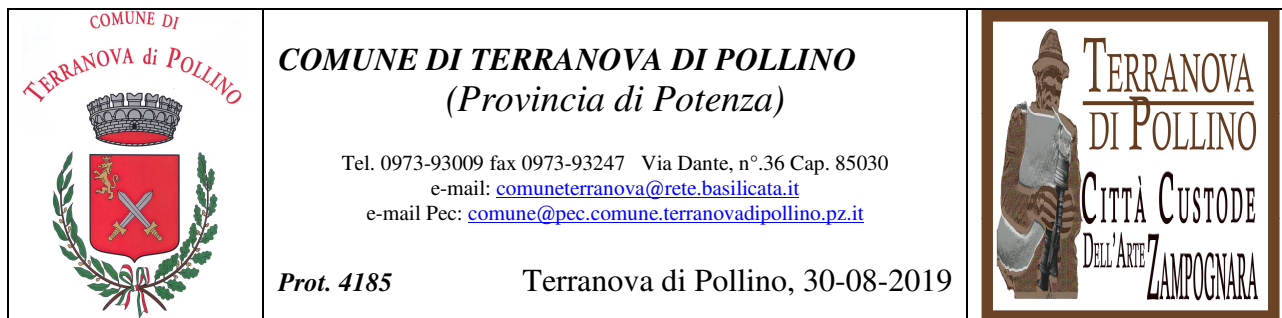 COMUNE DI
TERRANOVA di POLLINO
COMUNE DI TERRANOVA DI POLLINO
(Provincia di Potenza)
Tel. 0973-93009 fax 0973-93247 Via Dante, n°.36 Cap. 85030
e-mail: comuneterranova@rete.basilicata.it
e-mail Pec: comune@pec.comune.terranovadipollino.pz.it
Prot. 4185 Terranova di Pollino, 30-08-2019
TERRANOVA
DI POLLINO
CITTÀ CUSTODE
DELL'ARTE ZAMPOGNARA